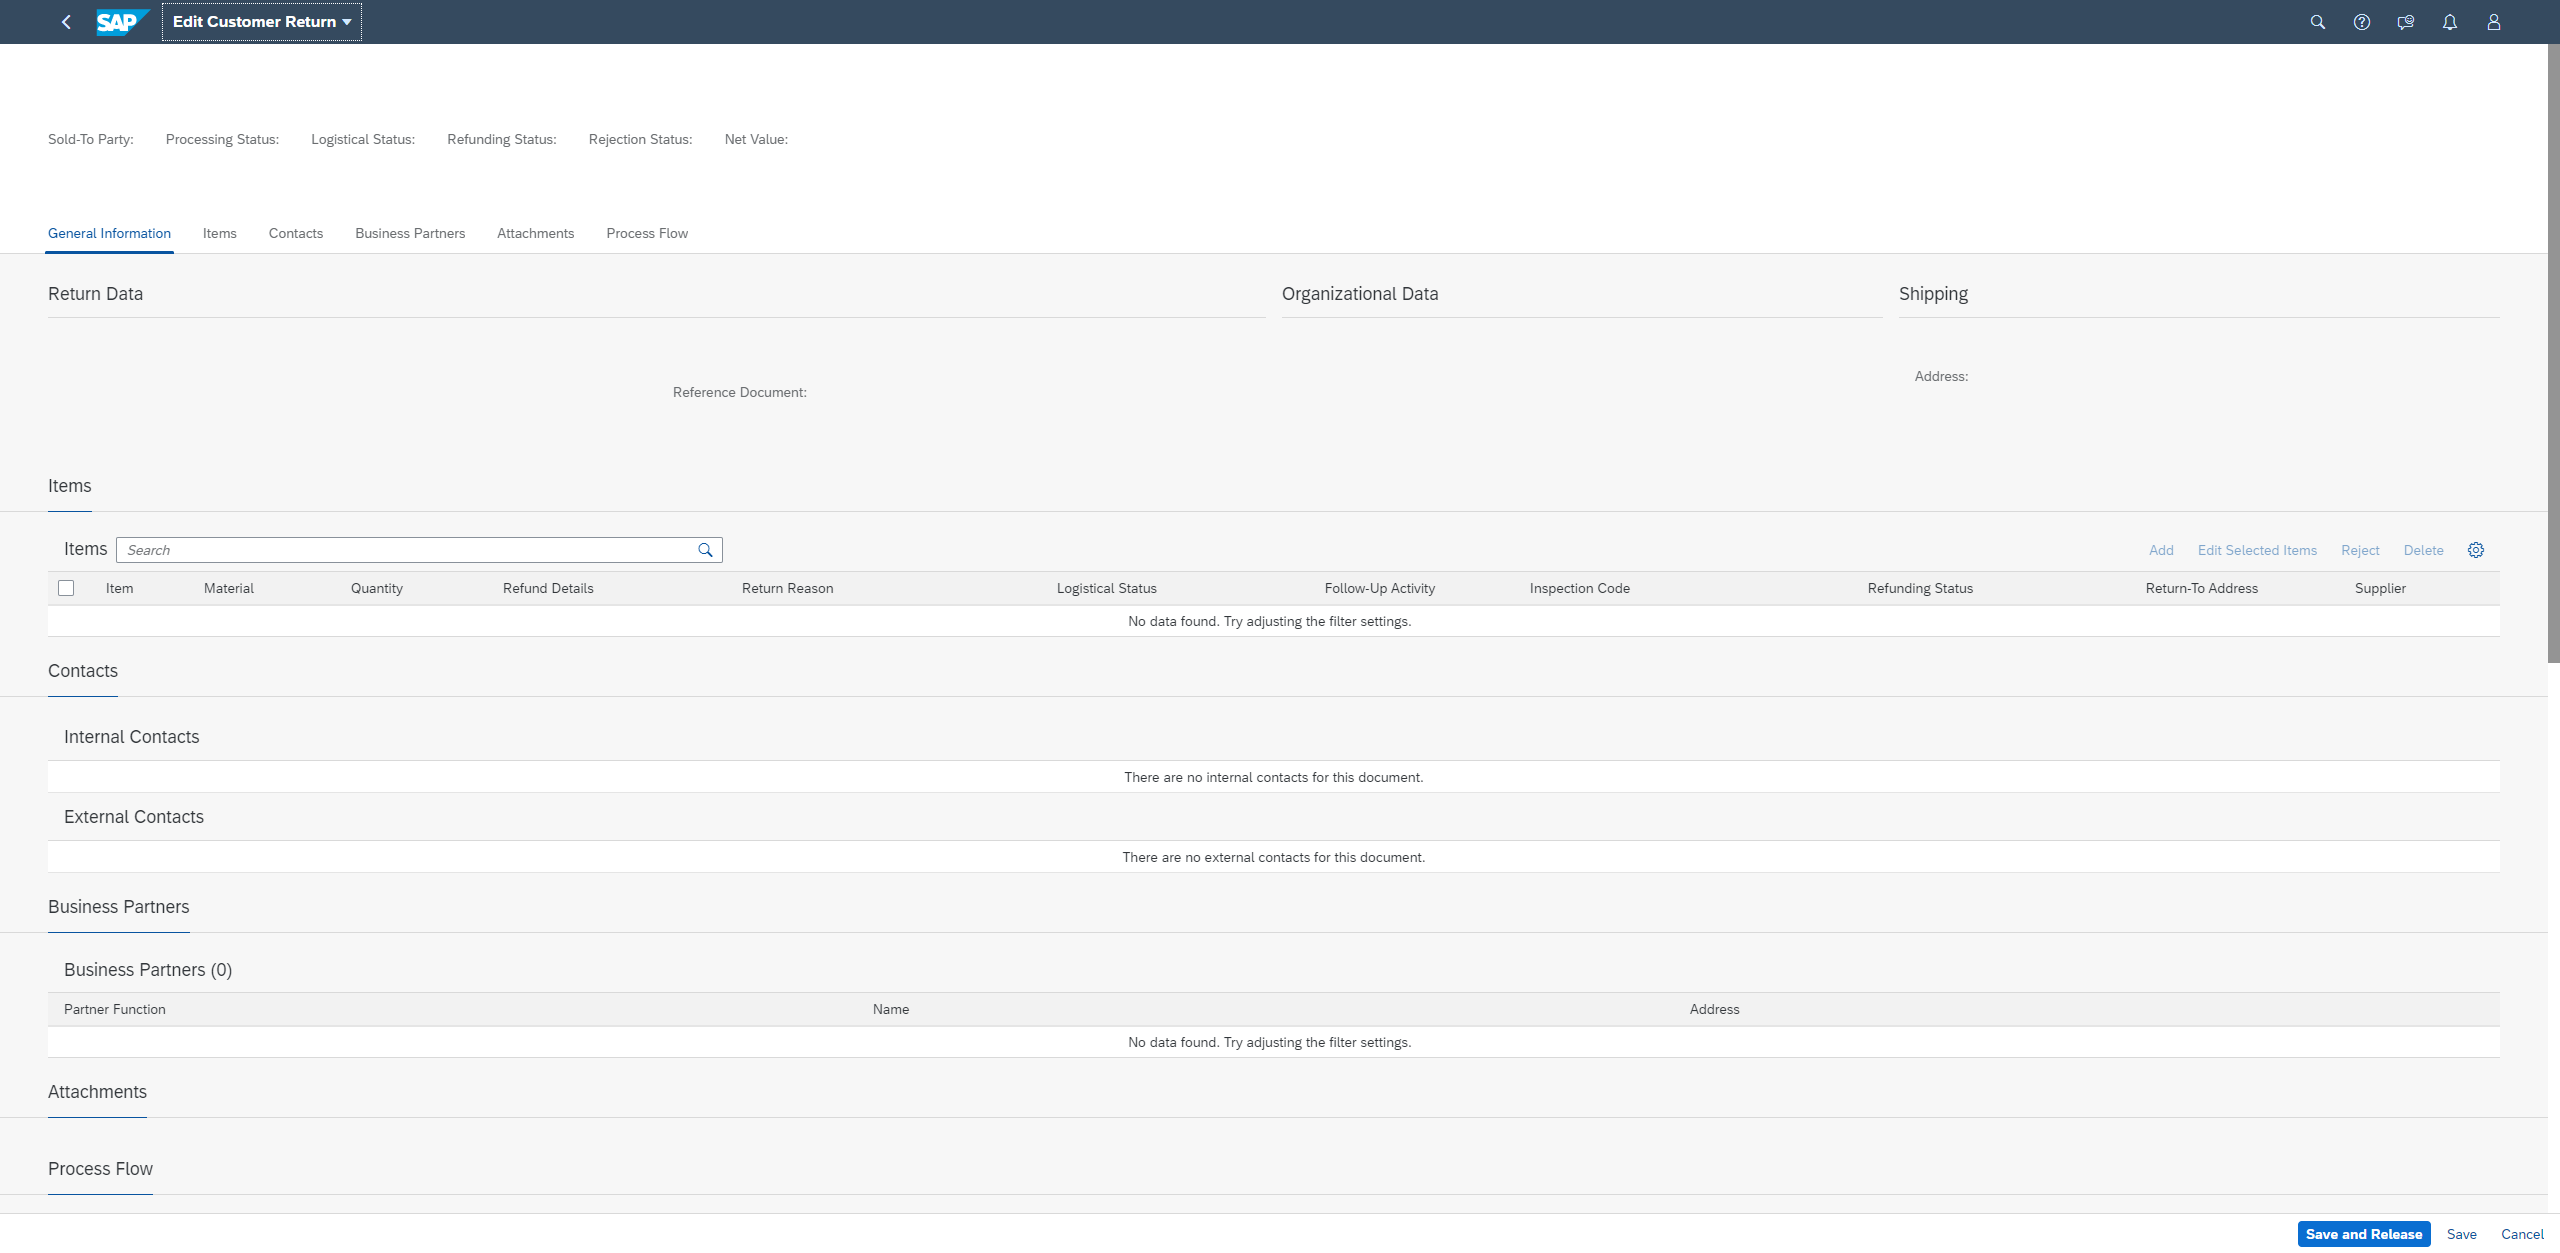 SAP Edit Customer Return
Sold-To Party: Processing Status: Logistical Status: Refunding Status: Rejection Status: Net Value:
General Information Items Contacts Business Partners Attachments Process Flow
Return Data Organizational Data Shipping
Address:
Reference Document:
Items
Items Search Add Edit Selected Items Reject Delete
Item Material Quantity Refund Details Return Reason Logistical Status Follow-Up Activity Inspection Code Refunding Status Return-To Address Supplier
No data found. Try adjusting the filter settings.
Contacts
Internal Contacts
There are no internal contacts for this document.
External Contacts
There are no external contacts for this document.
Business Partners
Business Partners (0)
Partner Function Name Address
No data found. Try adjusting the filter settings.
Attachments
Process Flow
Save and Release Save Cancel